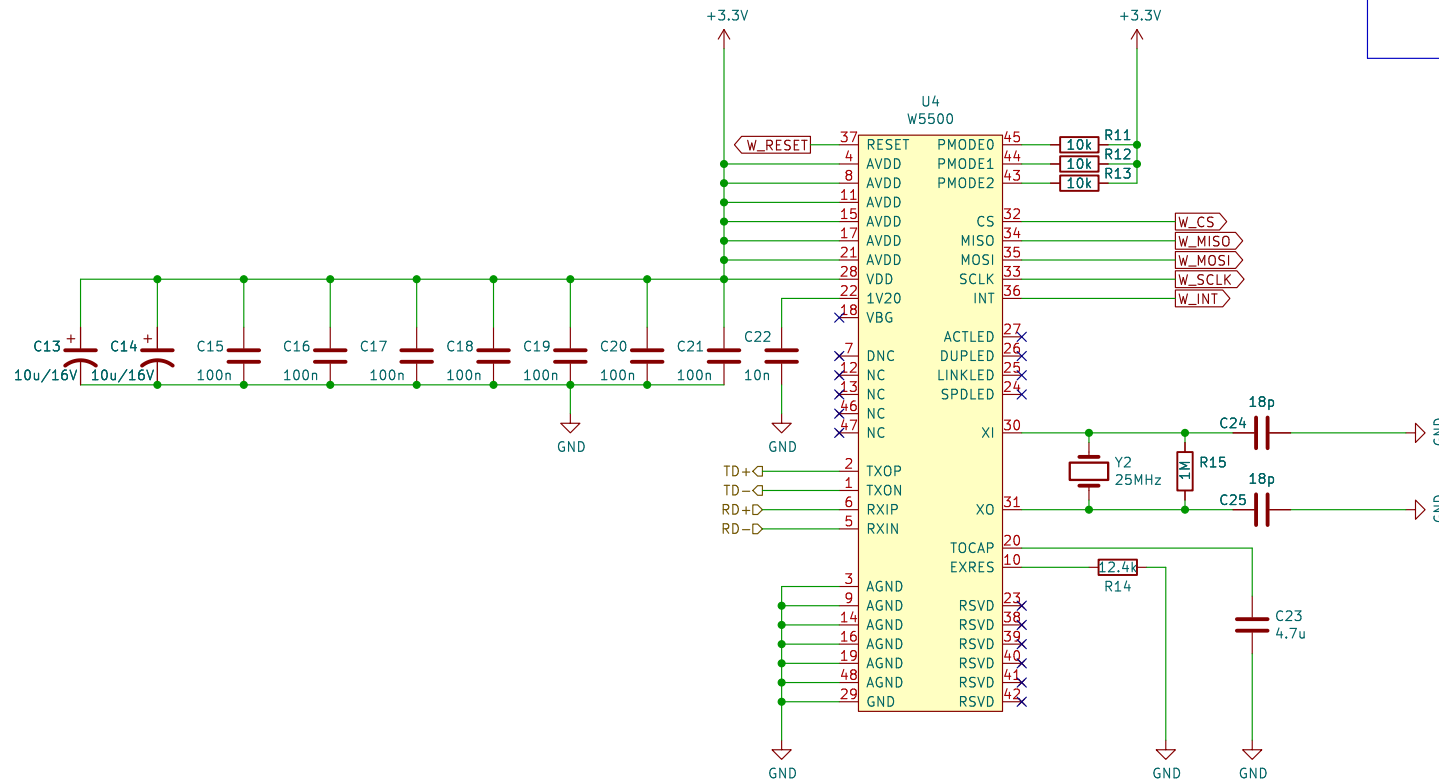 +3.3V
+3.3V
U4
W5500
W_RESET 37 RESET PMODE0 45 10k R11
4 AVDD PMODE1 44 10k R12
8 AVDD PMODE2 43 10k R13
11 AVDD
15 AVDD CS 32 W_CS
17 AVDD MISO 34 W_MISO
21 AVDD MOSI 35 W_MOSI
28 VDD SCLK 33 W_SCLK
22 1V20 INT 36 W_INT
18 VBG
ACTLED 27
7 DNC DUPLED 26
12 NC LINKLED 25
13 NC SPDLED 24
46 NC
47 NC XI 30
C13 + 10u/16V
C14 + 10u/16V
C15 100n
C16 100n
C17 100n
C18 100n
C19 100n
C20 100n
C21 100n
C22 10n
GND
GND
18p
C24
GND
Y2
25MHz
1M R15
18p
C25
GND
TD+ 2 TXOP
TD- 1 TXON
RD+ 6 RXIP XO 31
RD- 5 RXIN
TOCAP 20
EXRES 10 12.4k
R14
3 AGND
9 AGND RSVD 23
14 AGND RSVD 38
16 AGND RSVD 39
19 AGND RSVD 40
48 AGND RSVD 41
29 GND RSVD 42
C23
4.7u
GND
GND
GND